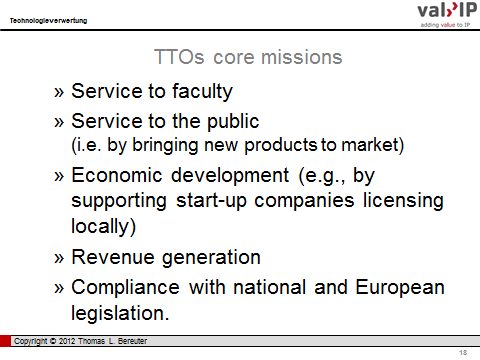 Technologieverwertung
val>>IP
adding value to IP
TTOs core missions
» Service to faculty
» Service to the public
(i.e. by bringing new products to market)
» Economic development (e.g., by
supporting start-up companies licensing
locally)
» Revenue generation
» Compliance with national and European
legislation.
Copyright © 2012 Thomas L. Bereuter
18